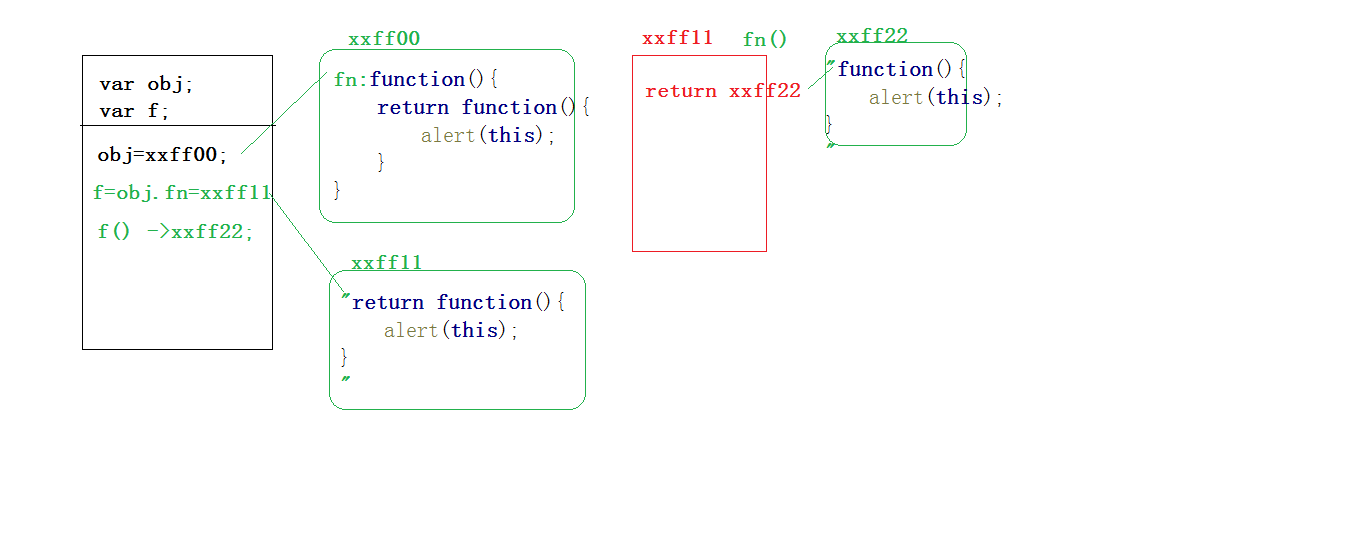 var obj;
var f;
obj=xxff00;
f=obj.fn=xxff11
f() ->xxff22;
xxff00
fn:function(){
return function(){
alert(this);
}
}
xxff11
"return function(){
alert(this);
}
"
xxff11 fn()
return xxff22
xxff22
"function(){
alert(this);
}
"